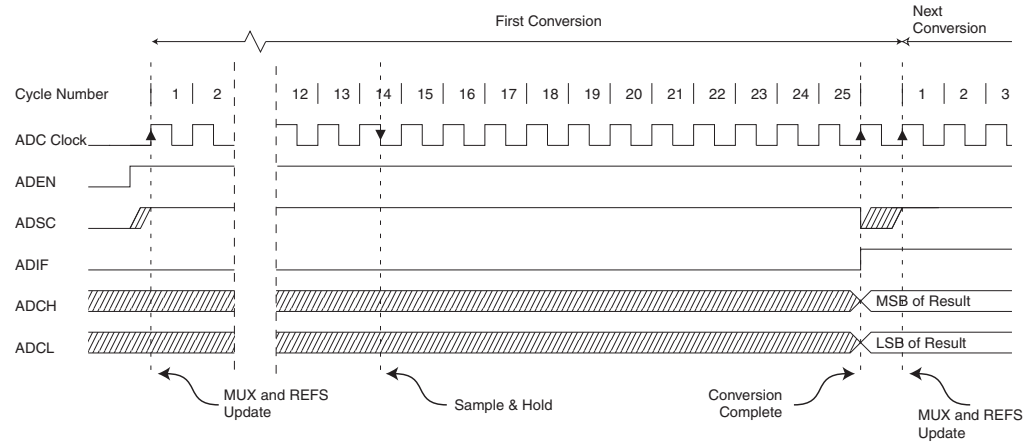 First Conversion
Next
Conversion
Cycle Number 1 2 12 13 14 15 16 17 18 19 20 21 22 23 24 25 1 2 3
ADC Clock
ADEN
ADSC
ADIF
ADCH MSB of Result
ADCL LSB of Result
MUX and REFS
Update
Sample & Hold
Conversion
Complete
MUX and REFS
Update